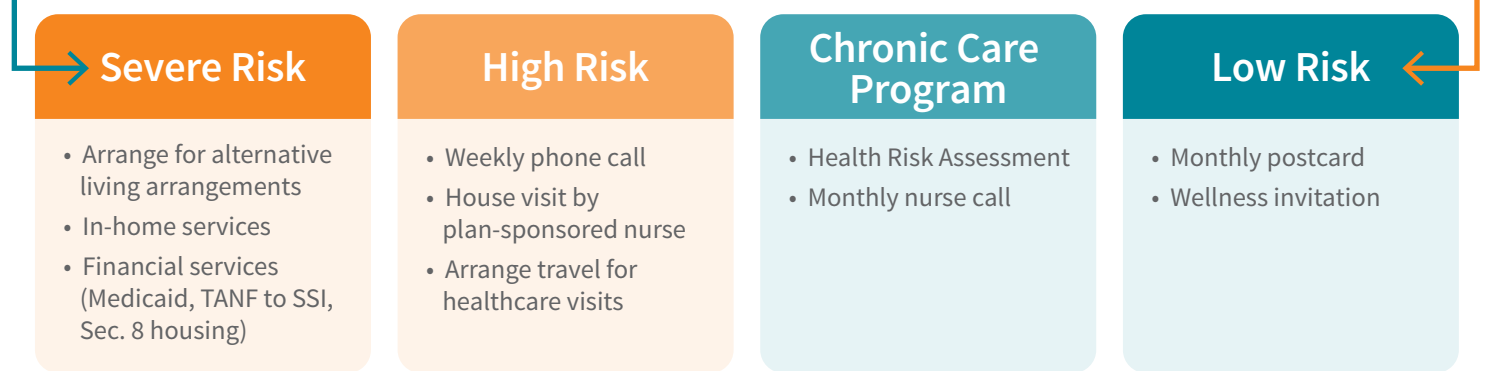 Severe Risk
• Arrange for alternative
living arrangements
• In-home services
• Financial services
(Medicaid, TANF to SSI,
Sec. 8 housing)
High Risk
• Weekly phone call
• House visit by
plan-sponsored nurse
• Arrange travel for
healthcare visits
Chronic Care
Program
• Health Risk Assessment
• Monthly nurse call
Low Risk
• Monthly postcard
• Wellness invitation